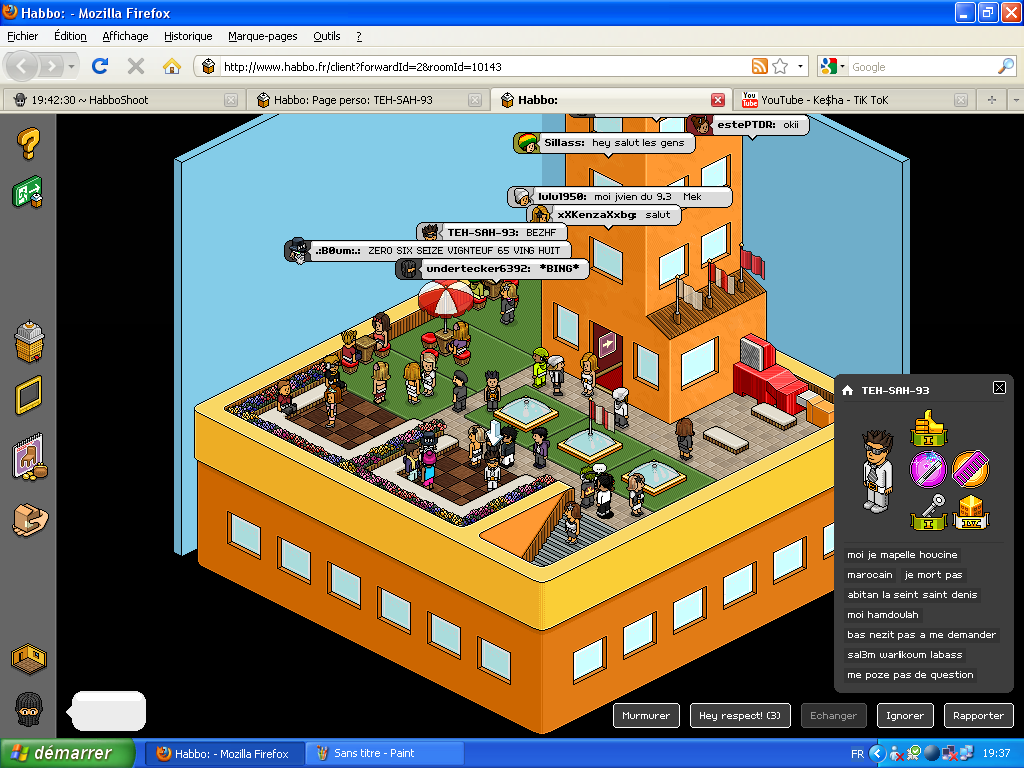 Habbo: - Mozilla Firefox
Fichier Édition Affichage Historique Marque-pages Outils ?
http://www.habbo.fr/client?forwardId=2&roomId=10143
Google
19:42:30 ~ HabboShoot
Habbo: Page perso: TEH-SAH-93
Habbo:
You Tube
YouTube - Ke$ha - TiK ToK
estePTDR: okii
Sillass: hey salut les gens
lulu1950: moi jvien du 9.3 Mek
xXKenzaXxbg: salut
TEH-SAH-93: BEZHF
.:B0um:.: ZERO SIX SEIZE VIGNTEUF 65 VING HUIT
undertecker6392: *BING*
TEH-SAH-93
I
I
IV
moi je mapelle houcine
marocain je mort pas
abitan la seint saint denis
moi hamdoulah
bas nezit pas a me demander
sal3m warlikoum labass
me poze pas de question
Murmurer
Hey respect! (3)
Echanger
Ignorer
Rapporter
démarrer
Habbo: - Mozilla Firefox
Sans titre - Paint
FR
19:37